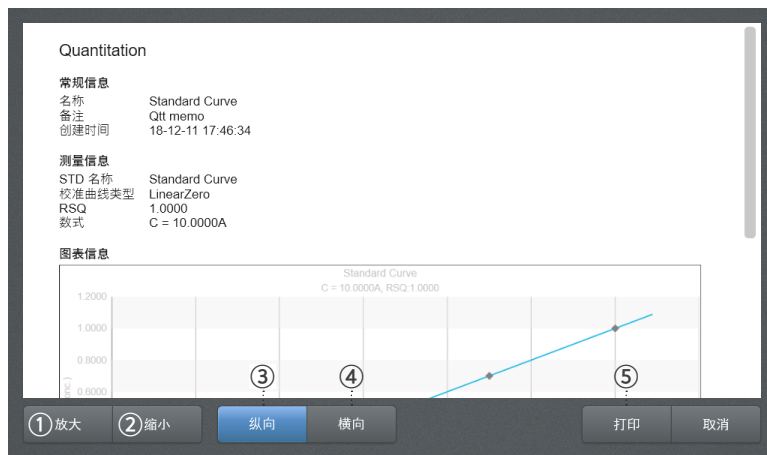 Quantitation
常规信息
名称 Standard Curve
备注 Qtt memo
创建时间 18-12-11 17:46:34
测量信息
STD 名称 Standard Curve
校准曲线类型 LinearZero
RSQ 1.0000
数式 C = 10.0000A
图表信息
Standard Curve
C = 10.0000A, RSQ:1.0000
1.2000
1.0000
0.8000
0.6000
③ ④ ⑤
①放大 ②缩小 纵向 横向 打印 取消